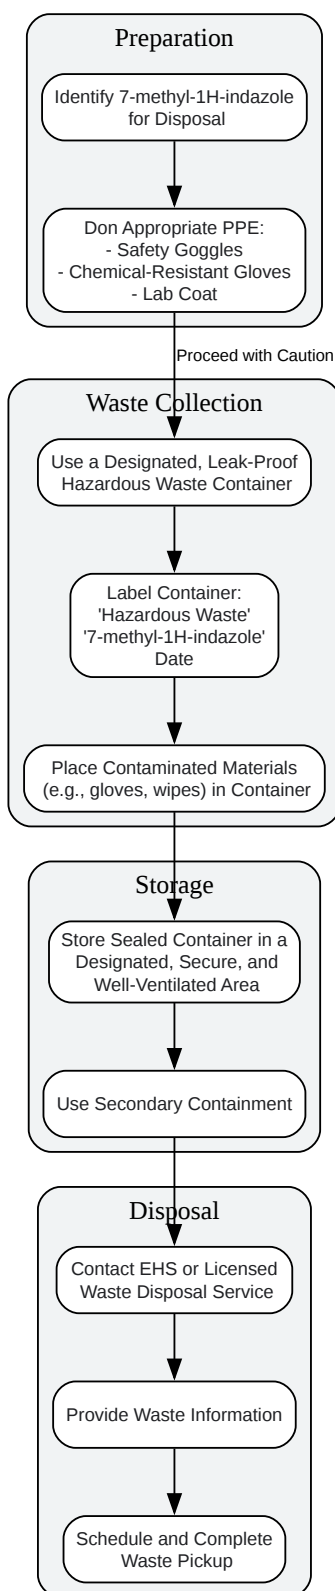 Preparation
Identify 7-methyl-1H-indazole
for Disposal
Don Appropriate PPE:
- Safety Goggles
- Chemical-Resistant Gloves
- Lab Coat
Proceed with Caution
Waste Collection
Use a Designated, Leak-Proof
Hazardous Waste Container
Label Container:
'Hazardous Waste'
'7-methyl-1H-indazole'
Date
Place Contaminated Materials
(e.g., gloves, wipes) in Container
Storage
Store Sealed Container in a
Designated, Secure, and
Well-Ventilated Area
Use Secondary Containment
Disposal
Contact EHS or Licensed
Waste Disposal Service
Provide Waste Information
Schedule and Complete
Waste Pickup